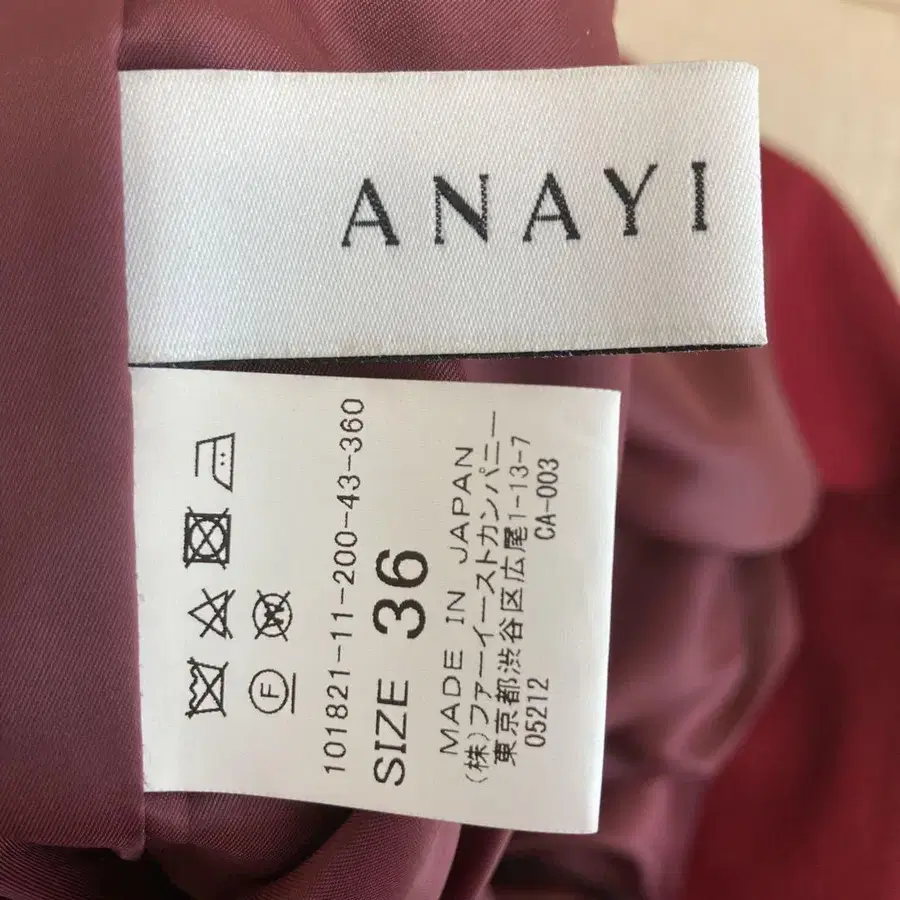 ANAYI
F
W
101821-11-200-43-360
SIZE 36
MADE IN JAPAN
(株)ファーイーストカンパニー
東京都渋谷区広尾1-13-7
05212 CA-003